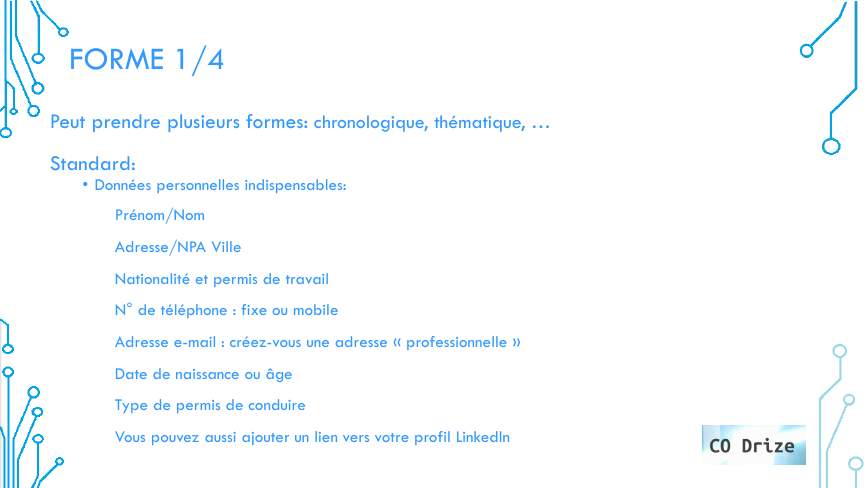 FORME 1/4
Peut prendre plusieurs formes: chronologique, thématique, …
Standard:
• Données personnelles indispensables:
Prénom/Nom
Adresse/NPA Ville
Nationalité et permis de travail
N° de téléphone : fixe ou mobile
Adresse e-mail : créez-vous une adresse « professionnelle »
Date de naissance ou âge
Type de permis de conduire
Vous pouvez aussi ajouter un lien vers votre profil LinkedIn
CO Drize